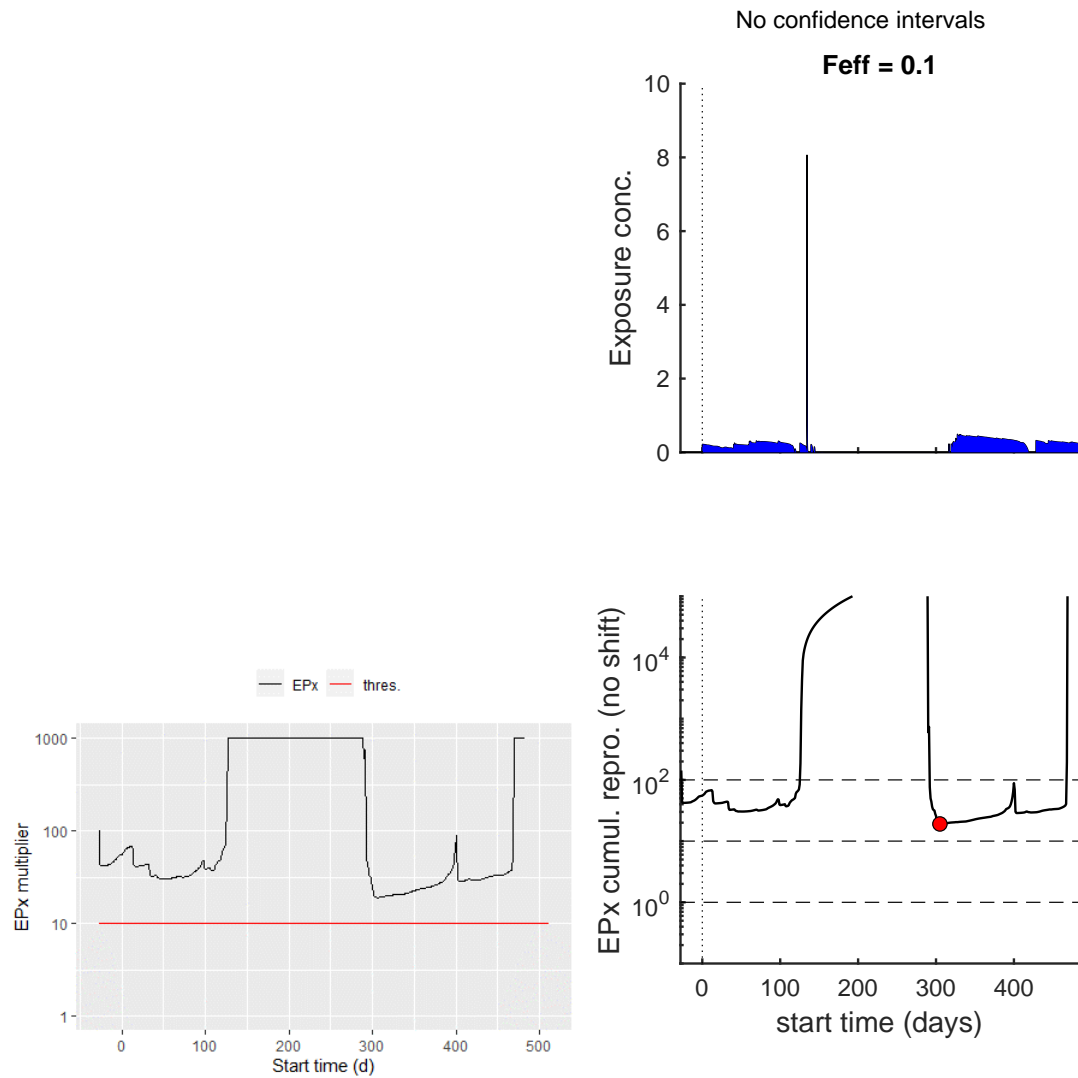 No confidence intervals
Feff = 0.1
Exposure conc.
10
8
6
4
2
0
EPx thres.
EPx multiplier
1000
100
10
1
0 100 200 300 400 500
Start time (d)
EPx cumul. repro. (no shift)
10^4
10^2
10^0
0 100 200 300 400
start time (days)